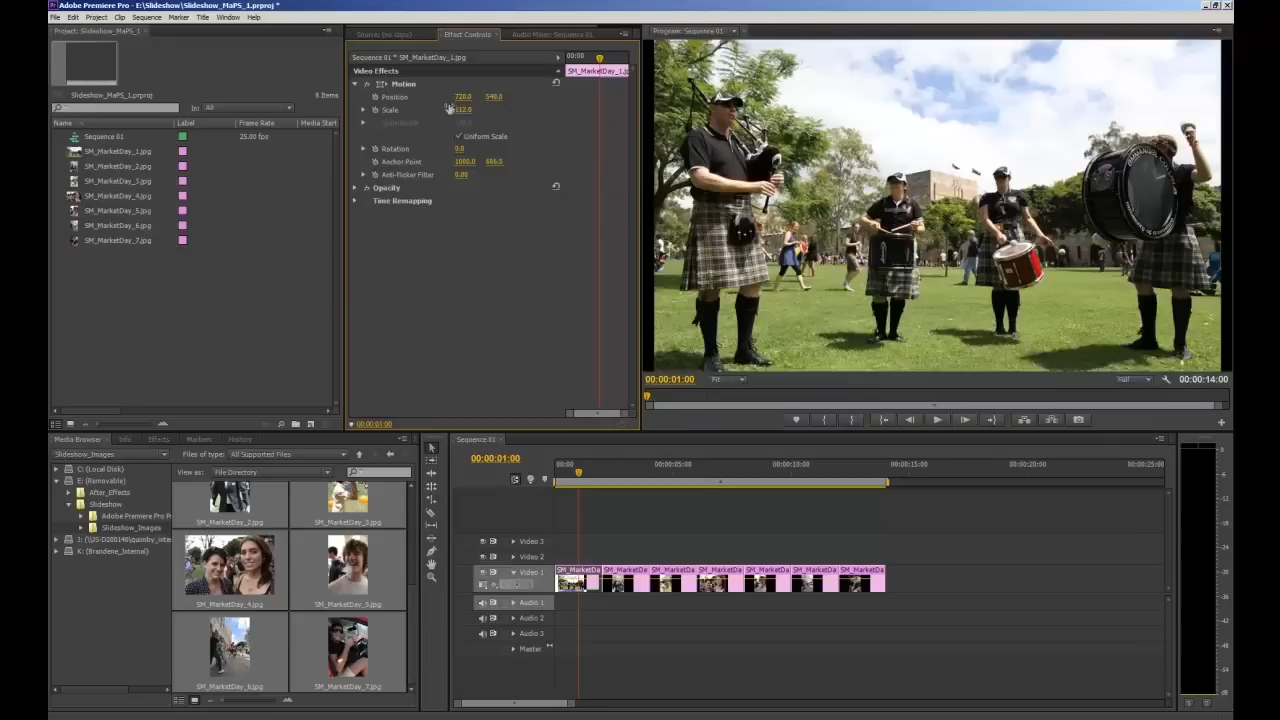 Adobe Premiere Pro - E:\Slideshow\Slideshow_MaPS_1.prproj *
File Edit Project Clip Sequence Marker Title Window Help
Project: Slideshow_MaPS_1
Slideshow_MaPS_1.prproj
8 Items
In: All
Name Label Frame Rate Media Start
Sequence 01 25.00 fps
SM_MarketDay_1.jpg
SM_MarketDay_2.jpg
SM_MarketDay_3.jpg
SM_MarketDay_4.jpg
SM_MarketDay_5.jpg
SM_MarketDay_6.jpg
SM_MarketDay_7.jpg
Source: (no clips) Effect Controls Audio Mixer: Sequence 01
Sequence 01 * SM_MarketDay_1.jpg 00:00
Video Effects SM_MarketDay_1.jp
Motion
Position 720.0 540.0
Scale 112.0
Uniform Scale
Rotation 0.0
Anchor Point 1000.0 666.5
Anti-flicker Filter 0.00
Opacity
Time Remapping
00:00:01:00
Program: Sequence 01
00:00:01:00 Fit Full 00:00:14:00
Media Browser Info Effects Markers History
Slideshow_Images Files of type: All Supported Files
View as: File Directory
C: (Local Disk)
E: (Removable)
After_Effects
Slideshow
Adobe Premiere Pro P
Slideshow_Images
K: (Brandene_Internal)
SM_MarketDay_2.jpg SM_MarketDay_3.jpg
SM_MarketDay_4.jpg SM_MarketDay_5.jpg
SM_MarketDay_6.jpg SM_MarketDay_7.jpg
Sequence 01
00:00:01:00
00:00 00:00:05:00 00:00:10:00 00:00:15:00 00:00:20:00 00:00:25:00
Video 3
Video 2
Video 1
SM_MarketDa SM_MarketDa SM_MarketDa SM_MarketDa SM_MarketDa SM_MarketDa SM_MarketDa
Audio 1
Audio 2
Audio 3
Master